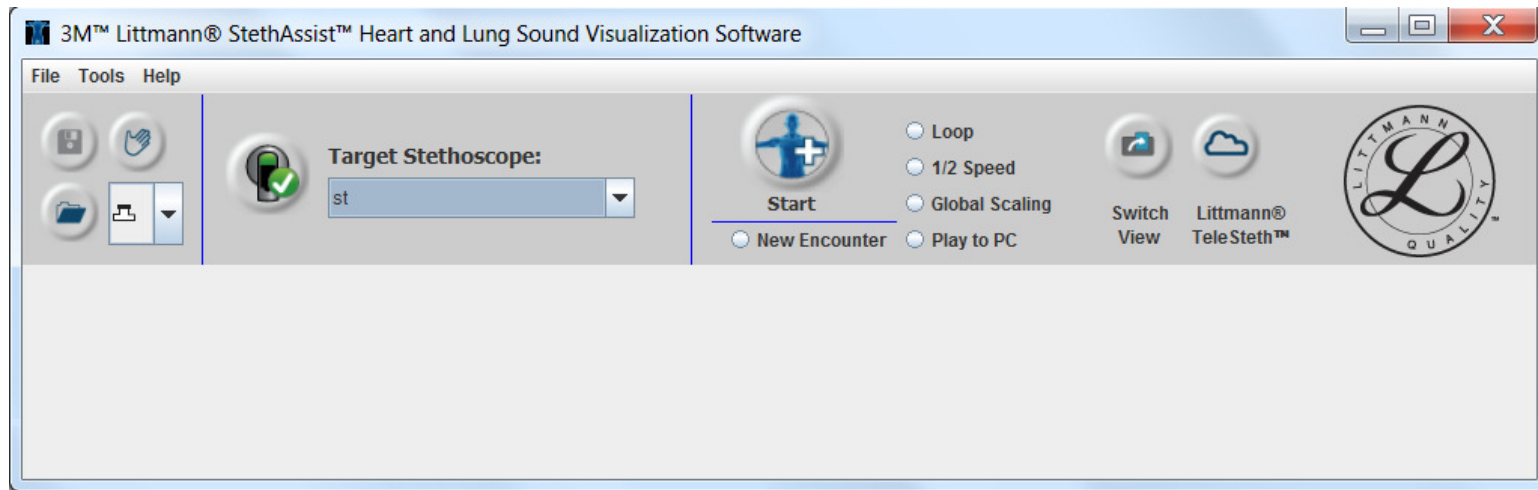 3M™ Littmann® StethAssist™ Heart and Lung Sound Visualization Software
File Tools Help
Target Stethoscope:
st
Start
New Encounter
Loop
1/2 Speed
Global Scaling
Play to PC
Switch
View
Littmann®
TeleSteth™
LITTMANN
L
QUALITY™